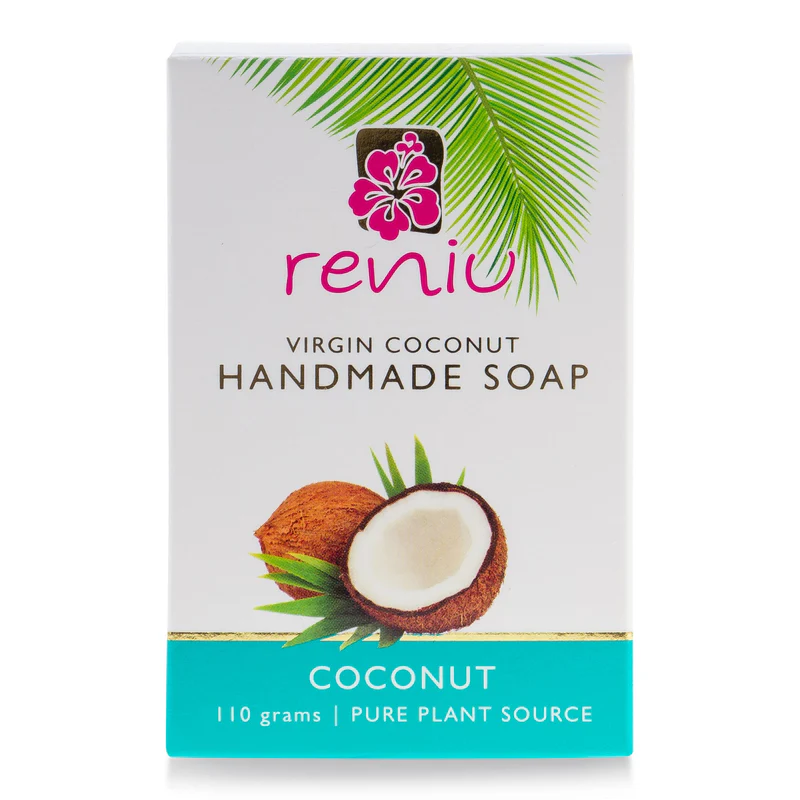 reniu
VIRGIN COCONUT
HANDMADE SOAP
COCONUT
110 grams | PURE PLANT SOURCE